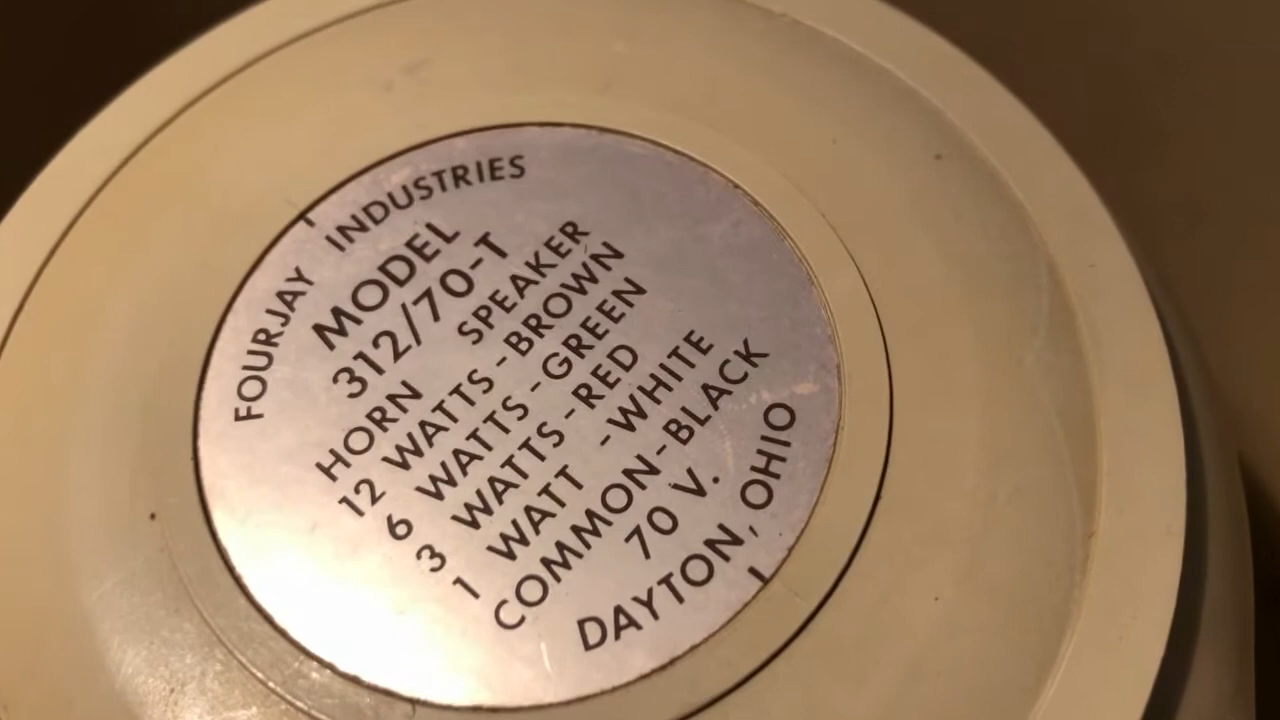 FOURJAY INDUSTRIES
MODEL
312/70-T
HORN SPEAKER
12 WATTS-BROWN
6 WATTS-GREEN
3 WATTS-RED
1 WATT -WHITE
COMMON-BLACK
70 V.
DAYTON, OHIO